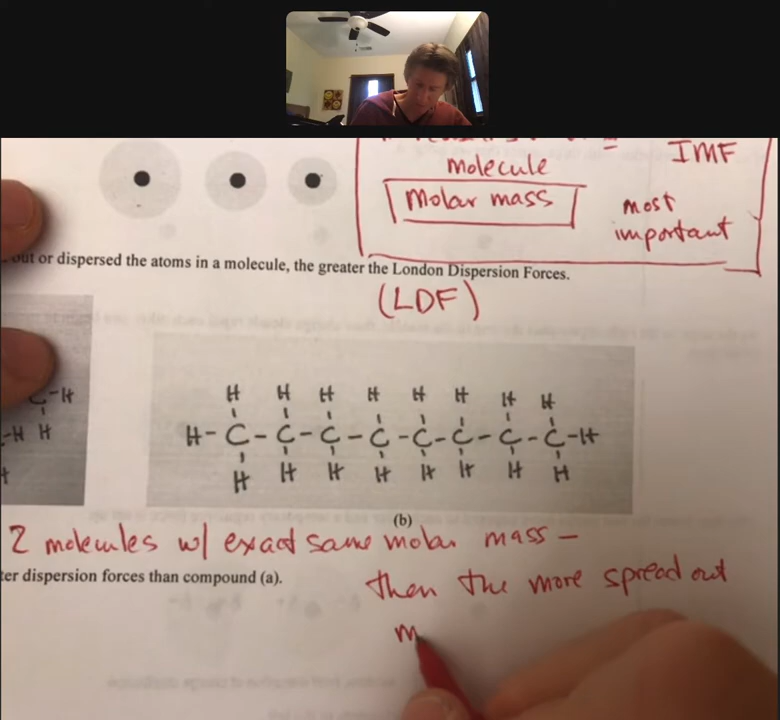 IMF
molecule
Molar mass
most
important
out or dispersed the atoms in a molecule, the greater the London Dispersion Forces.
(LDF)
H H H H H H H H
C-H H-C-C-C-C-C-C-C-C-H
-H H H H H H H H H H
(b)
2 molecules w/ exact same molar mass -
ter dispersion forces than compound (a).
then the more spread out
m